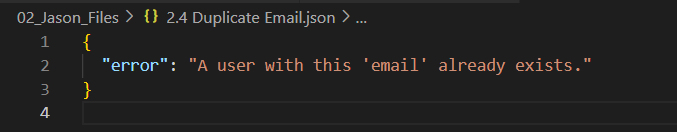 02_Jason_Files > {} 2.4 Duplicate Email.json > ...
1 {
2 "error": "A user with this 'email' already exists."
3 }
4